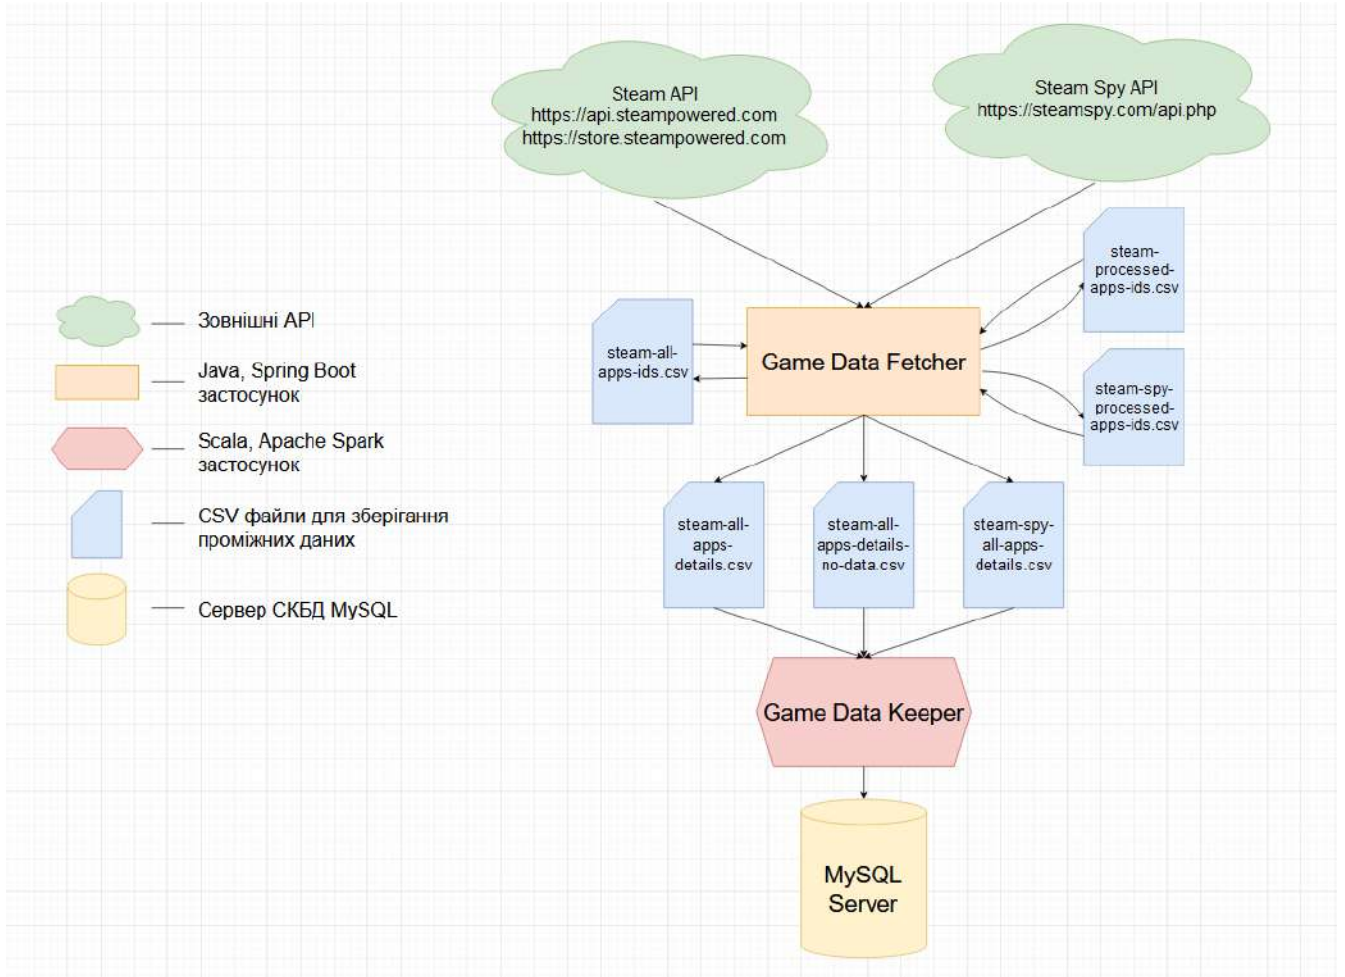 Steam API
https://api.steampowered.com
https://store.steampowered.com
Steam Spy API
https://steamspy.com/api.php
steam-
processed-
apps-ids.csv
steam-all-
apps-ids.csv
Game Data Fetcher
steam-spy-
processed-
apps-ids.csv
steam-all-
apps-
details.csv
steam-all-
apps-details-
no-data.csv
steam-spy-
all-apps-
details.csv
Game Data Keeper
MySQL
Server
Зовнішні API
Java, Spring Boot
застосунок
Scala, Apache Spark
застосунок
CSV файли для зберігання
проміжних даних
Сервер СКБД MySQL